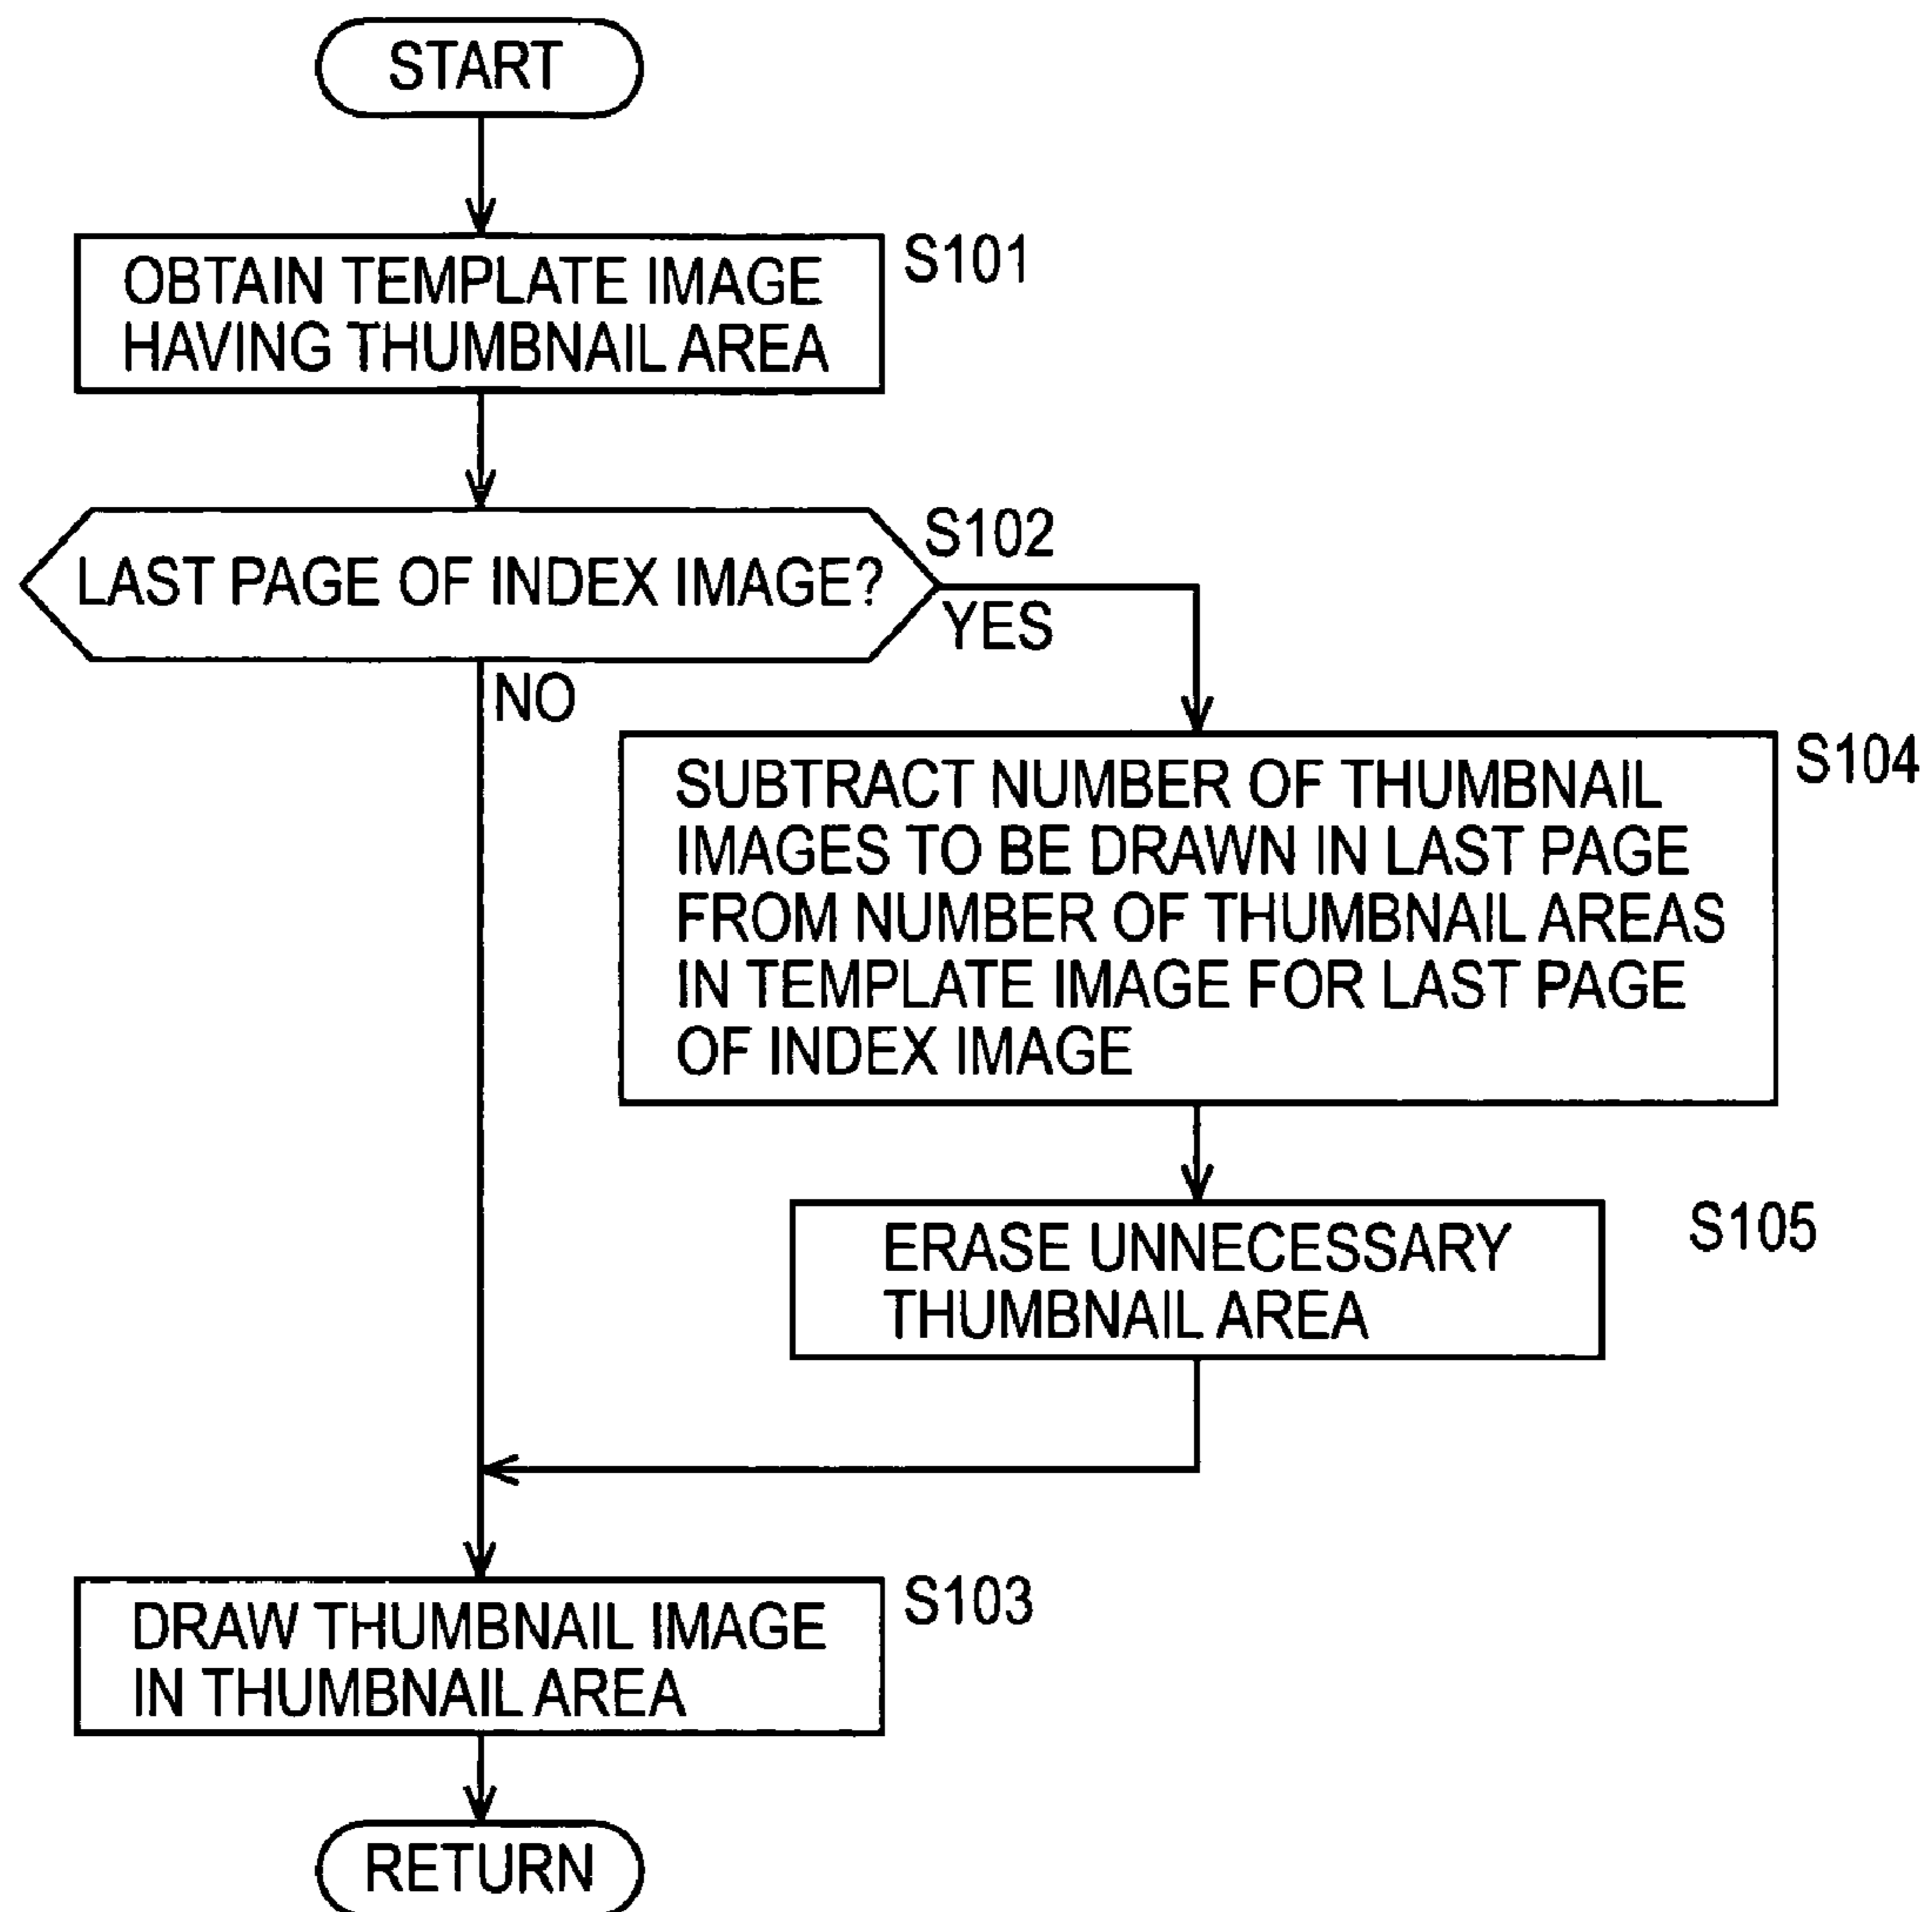 START
OBTAIN TEMPLATE IMAGE
HAVING THUMBNAIL AREA
S101
LAST PAGE OF INDEX IMAGE?
S102
YES
NO
SUBTRACT NUMBER OF THUMBNAIL
IMAGES TO BE DRAWN IN LAST PAGE
FROM NUMBER OF THUMBNAIL AREAS
IN TEMPLATE IMAGE FOR LAST PAGE
OF INDEX IMAGE
S104
ERASE UNNECESSARY
THUMBNAIL AREA
S105
DRAW THUMBNAIL IMAGE
IN THUMBNAIL AREA
S103
RETURN